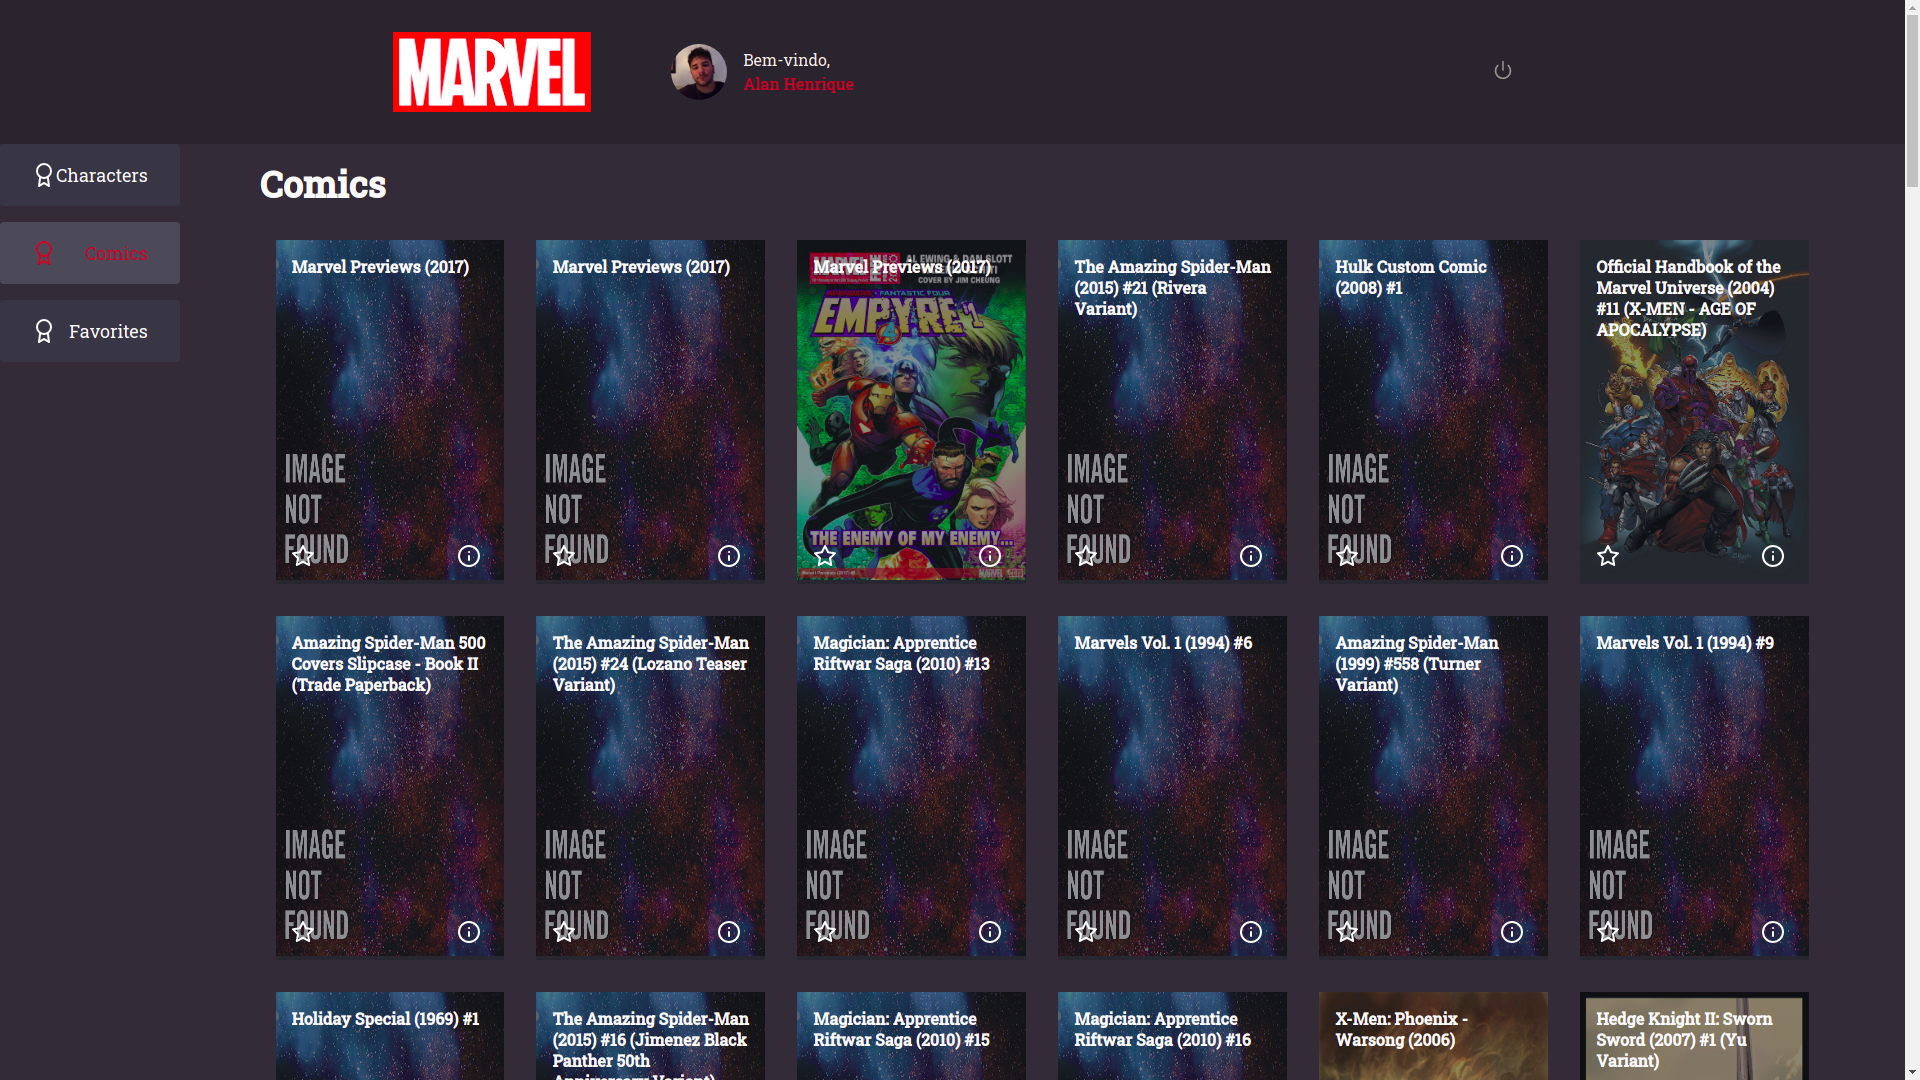 MARVEL
Bem-vindo,
Alan Henrique
Characters
Comics
Favorites
Comics
Marvel Previews (2017)
IMAGE
NOT
FOUND
Marvel Previews (2017)
IMAGE
NOT
FOUND
Marvel Previews (2017)
AL EWING & DAN SLOTT
COVER BY JIM CHEUNG
AVENGERS • FANTASTIC FOUR
EMPYRE #1
THE ENEMY OF MY ENEMY...
MARVEL
The Amazing Spider-Man
(2015) #21 (Rivera
Variant)
IMAGE
NOT
FOUND
Hulk Custom Comic
(2008) #1
IMAGE
NOT
FOUND
Official Handbook of the
Marvel Universe (2004)
#11 (X-MEN - AGE OF
APOCALYPSE)
Amazing Spider-Man 500
Covers Slipcase - Book II
(Trade Paperback)
IMAGE
NOT
FOUND
The Amazing Spider-Man
(2015) #24 (Lozano Teaser
Variant)
IMAGE
NOT
FOUND
Magician: Apprentice
Riftwar Saga (2010) #13
IMAGE
NOT
FOUND
Marvels Vol. 1 (1994) #6
IMAGE
NOT
FOUND
Amazing Spider-Man
(1999) #558 (Turner
Variant)
IMAGE
NOT
FOUND
Marvels Vol. 1 (1994) #9
IMAGE
NOT
FOUND
Holiday Special (1969) #1
The Amazing Spider-Man
(2015) #16 (Jimenez Black
Panther 50th
Anniversary Variant)
Magician: Apprentice
Riftwar Saga (2010) #15
Magician: Apprentice
Riftwar Saga (2010) #16
X-Men: Phoenix -
Warsong (2006)
Hedge Knight II: Sworn
Sword (2007) #1 (Yu
Variant)